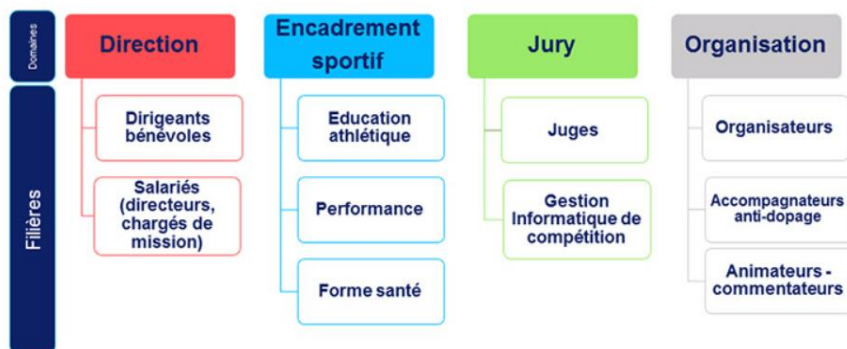 Domaines
Direction
Encadrement
sportif
Jury
Organisation
Filières
Dirigeants
bénévoles
Salariés
(directeurs,
chargés de
mission)
Education
athlétique
Performance
Forme santé
Juges
Gestion
Informatique de
compétition
Organisateurs
Accompagnateurs
anti-dopage
Animateurs -
commentateurs